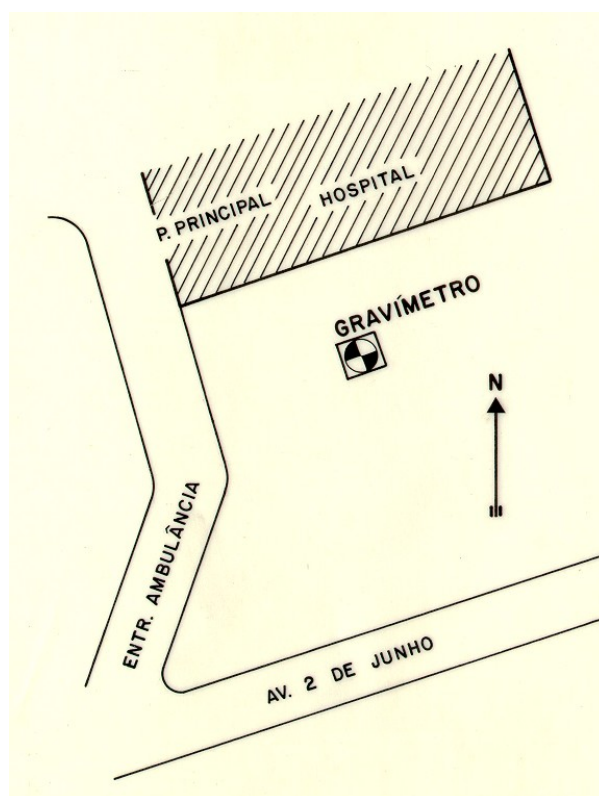 P. PRINCIPAL
HOSPITAL
GRAVÍMETRO
N
ENTR. AMBULÂNCIA
AV. 2 DE JUNHO